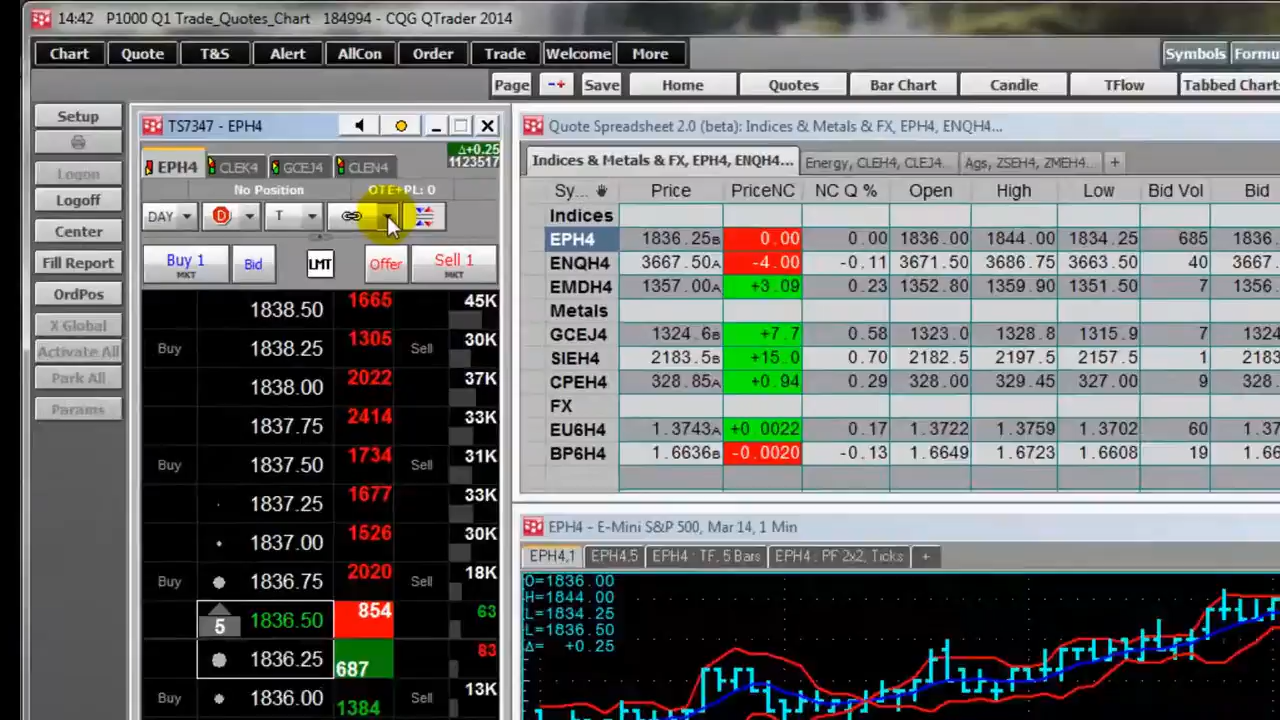 14:42 P1000 Q1 Trade_Quotes_Chart 184994 - CQG QTrader 2014
Chart Quote T&S Alert AllCon Order Trade Welcome More Symbols Formu
Page -+ Save Home Quotes Bar Chart Candle TFlow Tabbed Chart
Setup
Logon
Logoff
Center
Fill Report
OrdPos
X Global
Activate All
Park All
Params
TS7347 - EPH4
EPH4 CLEK4 GCEJ4 CLEN4
Δ+0.25
1123517
No Position OTE+PL: 0
DAY D T
Buy 1 MKT Bid LMT Offer Sell 1 MKT
1838.50 1665 45K
Buy 1838.25 1305 Sell 30K
1838.00 2022 37K
1837.75 2414 33K
Buy 1837.50 1734 Sell 31K
1837.25 1677 33K
1837.00 1526 30K
Buy 1836.75 2020 Sell 18K
5 1836.50 854 63
1836.25 687 83
Buy 1836.00 1384 Sell 13K
Quote Spreadsheet 2.0 (beta): Indices & Metals & FX, EPH4, ENQH4...
Indices & Metals & FX, EPH4, ENQH4... Energy, CLEH4, CLEJ4... Ags, ZSEH4, ZMEH4... +
Sy... Price PriceNC NC Q % Open High Low Bid Vol Bid
Indices
EPH4 1836.25B 0.00 0.00 1836.00 1844.00 1834.25 685 1836.
ENQH4 3667.50A -4.00 -0.11 3671.50 3686.75 3663.50 40 3667.
EMDH4 1357.00A +3.09 0.23 1352.80 1359.90 1351.50 7 1356.
Metals
GCEJ4 1324.6B +7.7 0.58 1323.0 1328.8 1315.9 7 1324
SIEH4 2183.5B +15.0 0.70 2182.5 2197.5 2157.5 1 2183
CPEH4 328.85A +0.94 0.29 328.00 329.45 327.00 9 328.
FX
EU6H4 1.3743A +0.0022 0.17 1.3722 1.3759 1.3702 60 1.37
BP6H4 1.6636B -0.0020 -0.13 1.6649 1.6723 1.6608 19 1.66
EPH4 - E-Mini S&P 500, Mar 14, 1 Min
EPH4,1 EPH4,5 EPH4 : TF, 5 Bars EPH4 : PF 2x2, Ticks +
O=1836.00
H=1844.00
L=1834.25
L=1836.50
Δ= +0.25